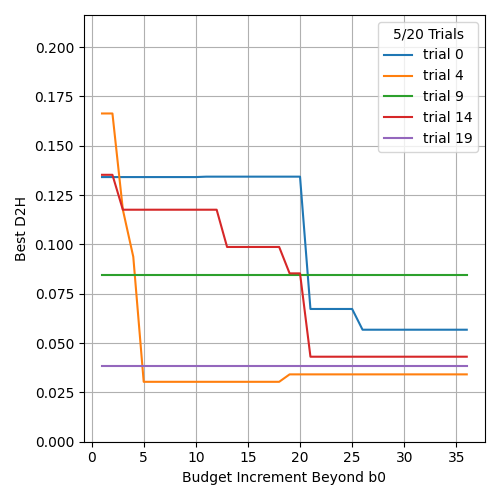 5/20 Trials
trial 0
trial 4
trial 9
trial 14
trial 19
0.200
0.175
0.150
0.125
0.100
0.075
0.050
0.025
0.000
Best D2H
0 5 10 15 20 25 30 35
Budget Increment Beyond b0